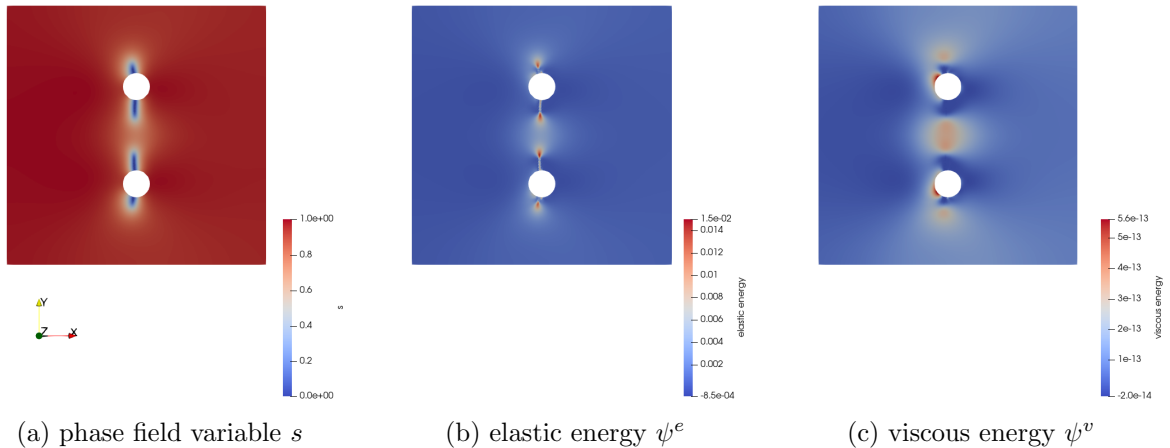 1.0e+00
0.8
0.6
0.4
0.2
0.0e+00
s
Y
Z
X
1.5e-02
0.014
0.01
0.008
0.006
0.004
0.002
-8.5e-04
elastic energy
5.6e-13
5e-13
4e-13
3e-13
2e-13
1e-13
-2.0e-14
viscous energy
(a) phase field variable s
(b) elastic energy ψᵉ
(c) viscous energy ψᵛ